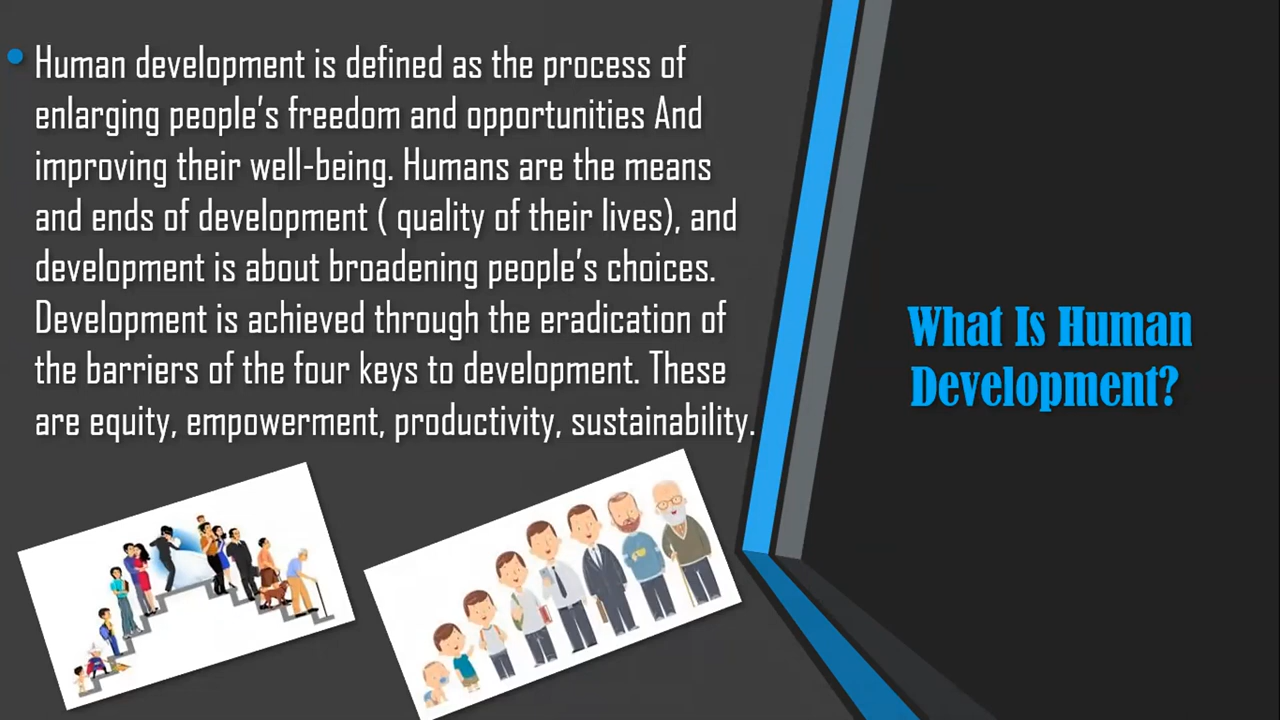 Human development is defined as the process of
enlarging people's freedom and opportunities And
improving their well-being. Humans are the means
and ends of development ( quality of their lives), and
development is about broadening people's choices.
Development is achieved through the eradication of
the barriers of the four keys to development. These
are equity, empowerment, productivity, sustainability.
What Is Human
Development?